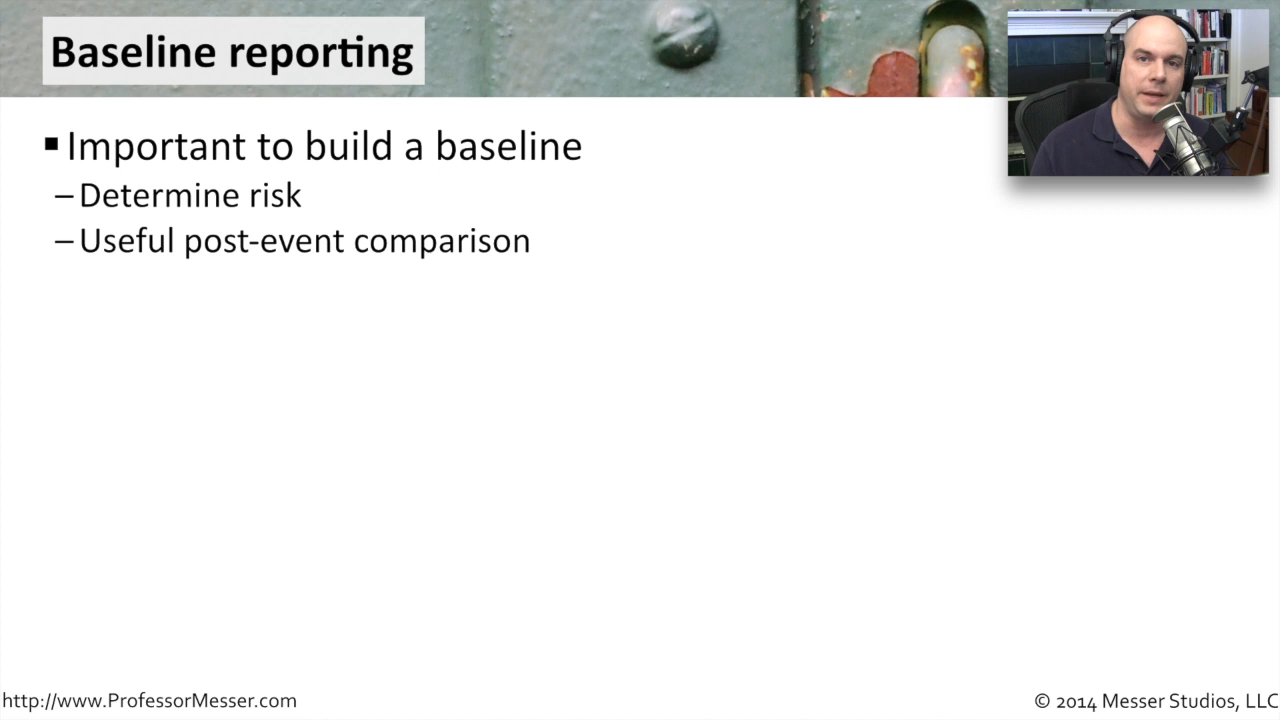 Baseline reporting
▪ Important to build a baseline
– Determine risk
– Useful post-event comparison
http://www.ProfessorMesser.com
© 2014 Messer Studios, LLC